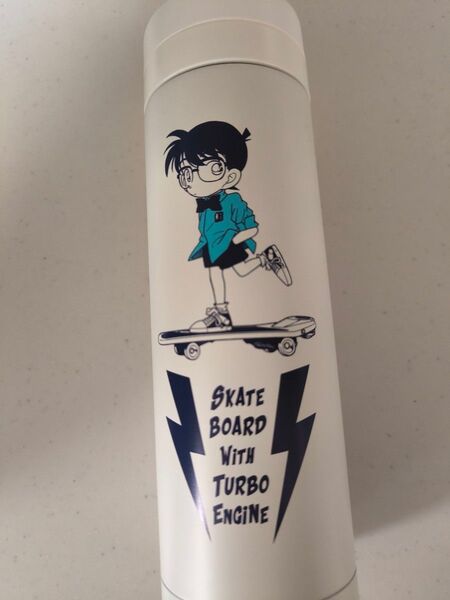 SKATE
BOARD
WITH
TURBO
ENGINE